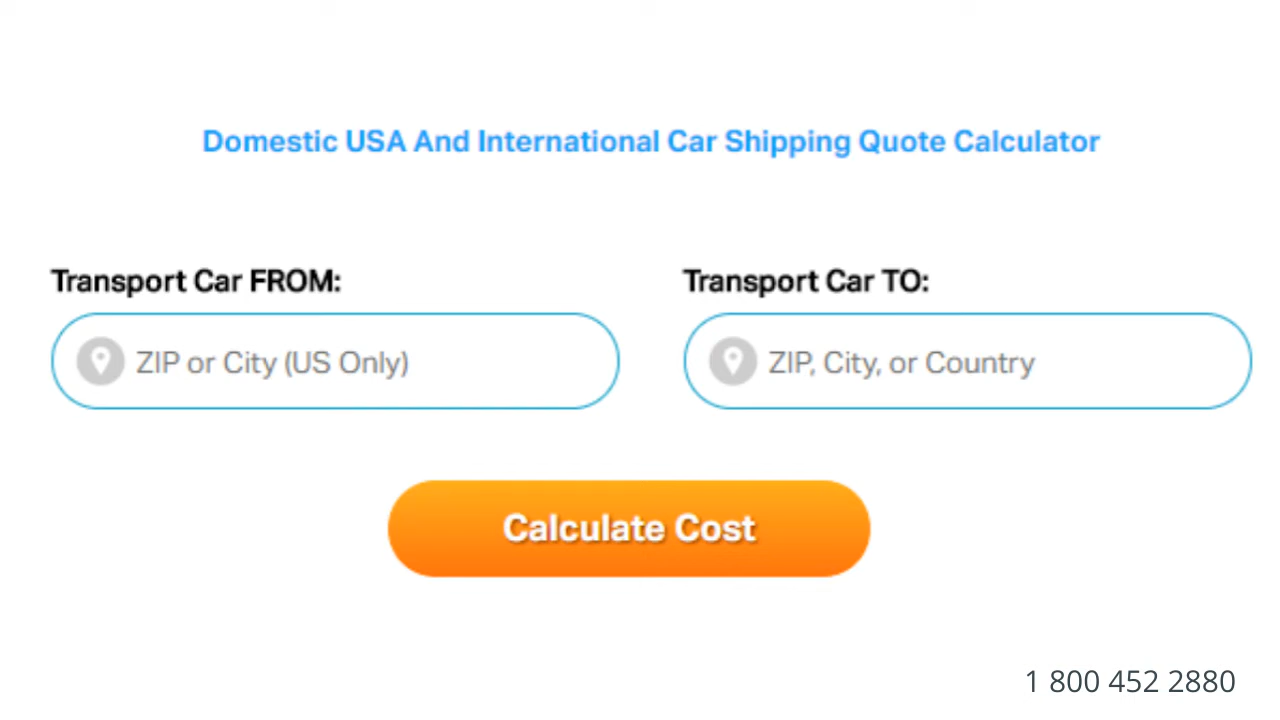 Domestic USA And International Car Shipping Quote Calculator
Transport Car FROM:
Transport Car TO:
ZIP or City (US Only)
ZIP, City, or Country
Calculate Cost
1 800 452 2880